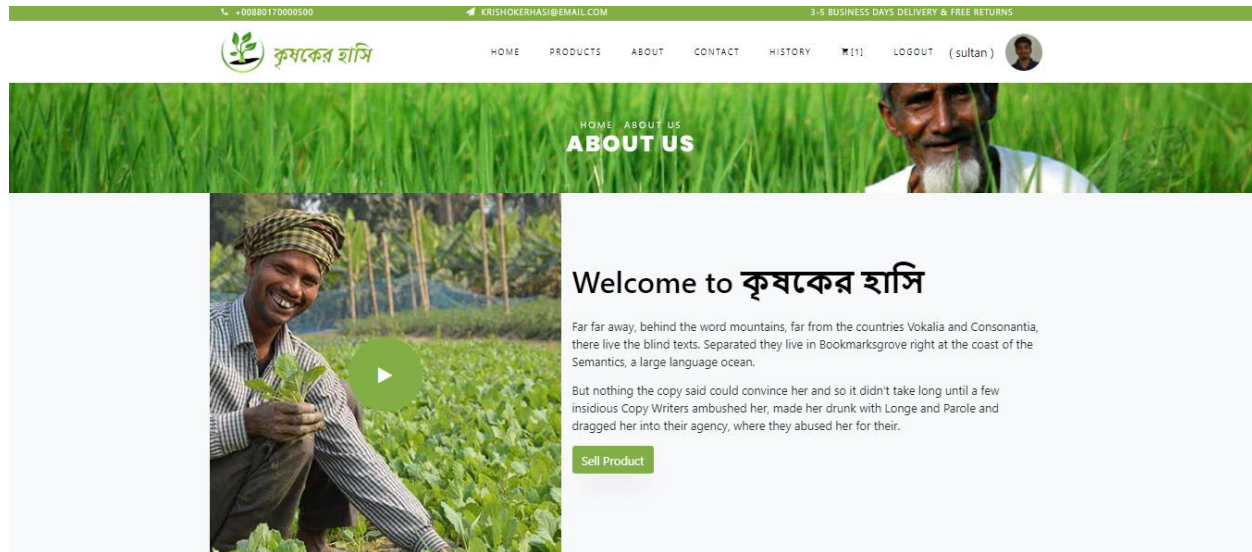 +00880170000500
KRISHOKERHASI@EMAIL.COM
3-5 BUSINESS DAYS DELIVERY & FREE RETURNS
কৃষকের হাসি
HOME PRODUCTS ABOUT CONTACT HISTORY [1] LOGOUT ( sultan )
HOME ABOUT US
ABOUT US
Welcome to কৃষকের হাসি
Far far away, behind the word mountains, far from the countries Vokalia and Consonantia,
there live the blind texts. Separated they live in Bookmarksgrove right at the coast of the
Semantics, a large language ocean.
But nothing the copy said could convince her and so it didn't take long until a few
insidious Copy Writers ambushed her, made her drunk with Longe and Parole and
dragged her into their agency, where they abused her for their.
Sell Product